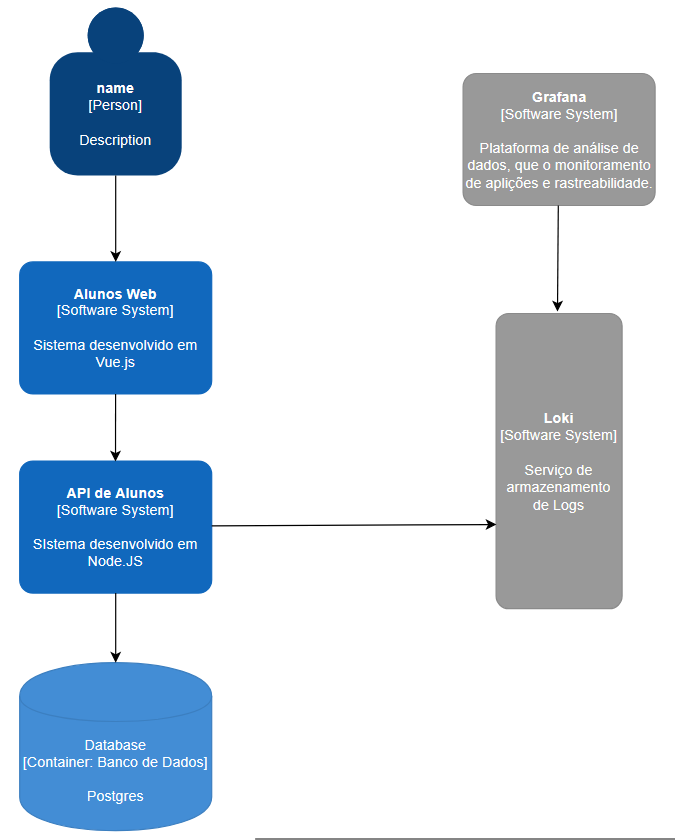 name
[Person]
Description
Grafana
[Software System]
Plataforma de análise de
dados, que o monitoramento
de aplições e rastreabilidade.
Alunos Web
[Software System]
Sistema desenvolvido em
Vue.js
Loki
[Software System]
Serviço de
armazenamento
de Logs
API de Alunos
[Software System]
SIstema desenvolvido em
Node.JS
Database
[Container: Banco de Dados]
Postgres